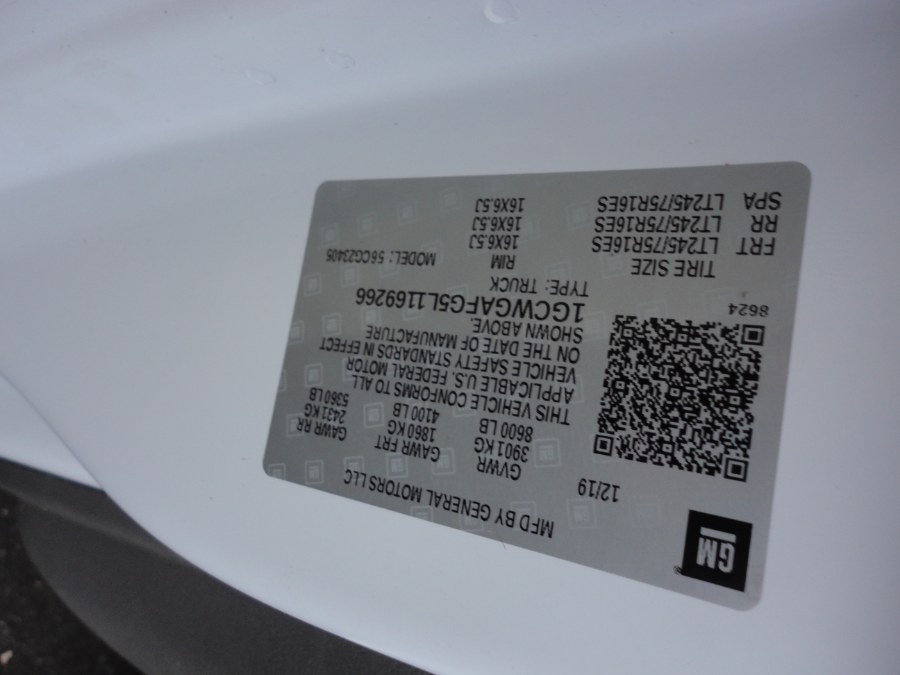 GM
MFD BY GENERAL MOTORS LLC
12/19
GVWR GAWR FRT GAWR RR
3901 KG 1860 KG 2431 KG
8600 LB 4100 LB 5360 LB
THIS VEHICLE CONFORMS TO ALL
APPLICABLE U.S. FEDERAL MOTOR
VEHICLE SAFETY STANDARDS IN EFFECT
ON THE DATE OF MANUFACTURE
SHOWN ABOVE.
1GCWGAFG5L1169266
8624
TYPE: TRUCK
MODEL: 56 CG23405
TIRE SIZE RIM
FRT LT245/75R16ES 16X6.5J
RR LT245/75R16ES 16X6.5J
SPA LT245/75R16ES 16X6.5J